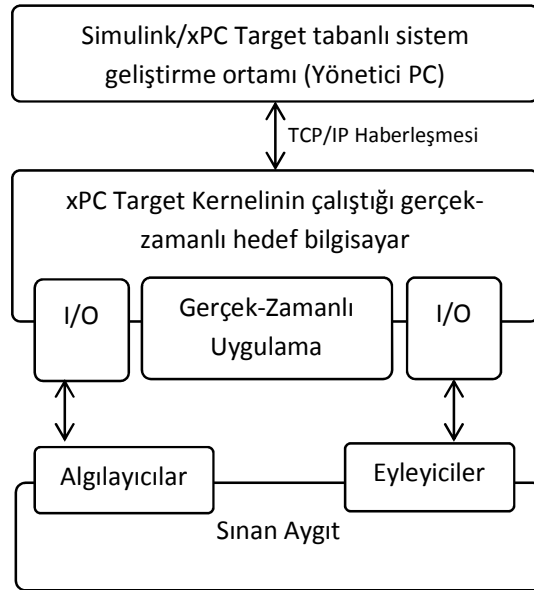 Simulink/xPC Target tabanlı sistem
geliştirme ortamı (Yönetici PC)
TCP/IP Haberleşmesi
xPC Target Kernelinin çalıştığı gerçek-
zamanlı hedef bilgisayar
I/O
Gerçek-Zamanlı
Uygulama
I/O
Algılayıcılar
Eyleyiciler
Sınan Aygıt